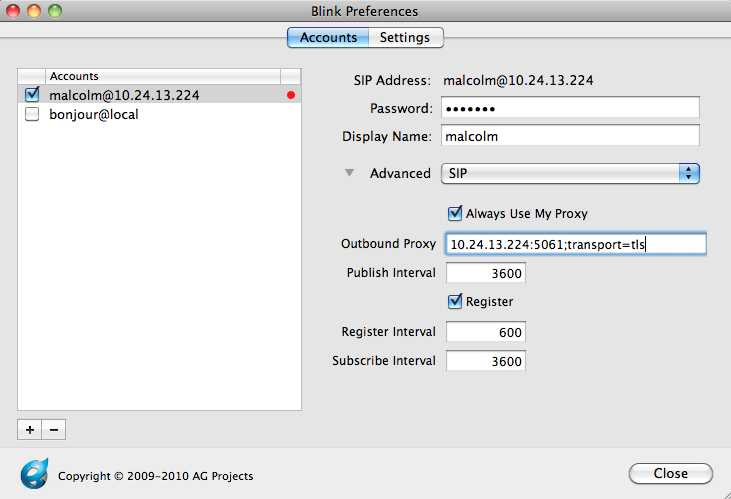 Blink Preferences
Accounts Settings
Accounts
malcolm@10.24.13.224
bonjour@local
SIP Address: malcolm@10.24.13.224
Password: •••••••
Display Name: malcolm
Advanced SIP
Always Use My Proxy
Outbound Proxy 10.24.13.224:5061;transport=tls
Publish Interval 3600
Register
Register Interval 600
Subscribe Interval 3600
+ −
Copyright © 2009-2010 AG Projects
Close